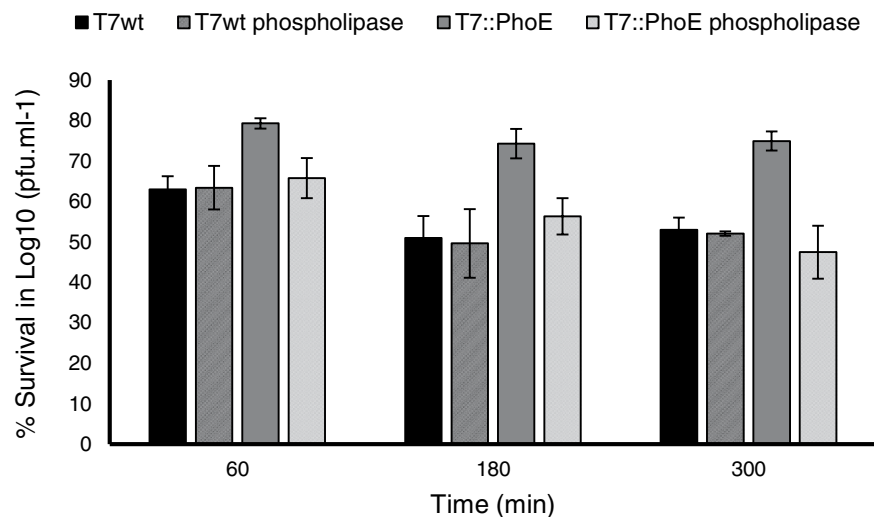 T7wt T7wt phospholipase T7::PhoE T7::PhoE phospholipase
90
80
70
60
50
40
30
20
10
0
% Survival in Log10 (pfu.ml-1)
60 180 300
Time (min)